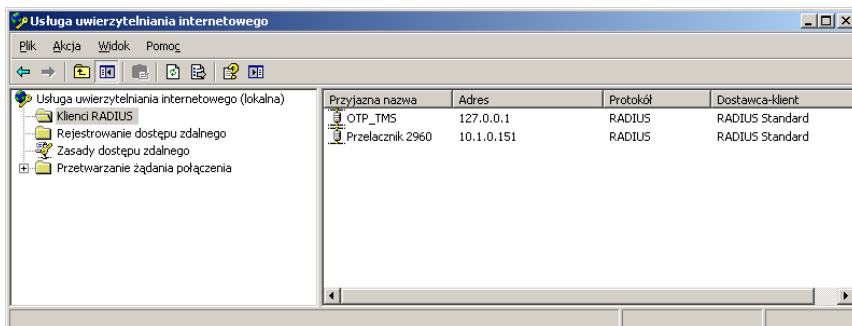 Usługa uwierzytelniania internetowego
Plik Akcja Widok Pomoc
Usługa uwierzytelniania internetowego (lokalna)
Klienci RADIUS
Rejestrowanie dostępu zdalnego
Zasady dostępu zdalnego
Przetwarzanie żądania połączenia
Przyjazna nazwa Adres Protokół Dostawca-klient
OTP_TMS 127.0.0.1 RADIUS RADIUS Standard
Przelacznik 2960 10.1.0.151 RADIUS RADIUS Standard